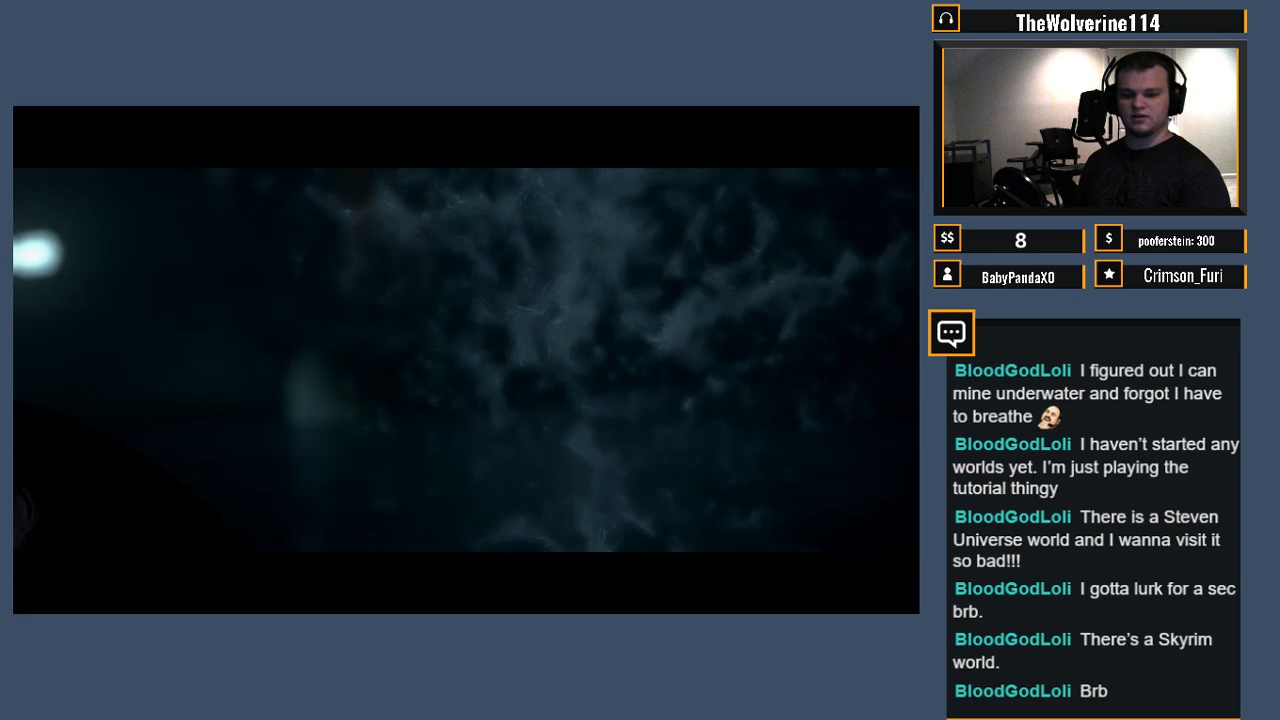 TheWolverine114
$$ 8
$ pooferstein: 300
BabyPandaXO
Crimson_Furi
BloodGodLoli I figured out I can
mine underwater and forgot I have
to breathe
BloodGodLoli I haven't started any
worlds yet. I'm just playing the
tutorial thingy
BloodGodLoli There is a Steven
Universe world and I wanna visit it
so bad!!!
BloodGodLoli I gotta lurk for a sec
brb.
BloodGodLoli There's a Skyrim
world.
BloodGodLoli Brb